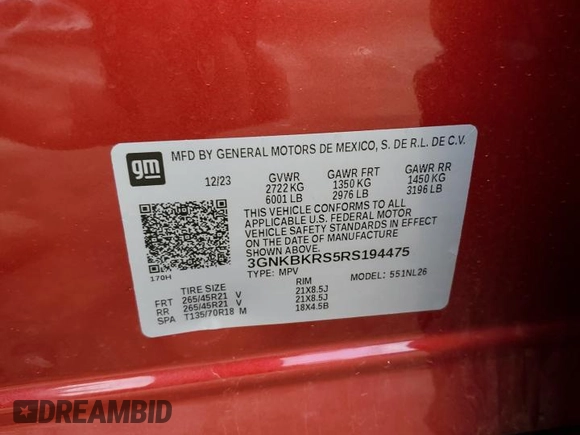 gm
MFD BY GENERAL MOTORS DE MEXICO, S. DE R.L. DE C.V.
12/23 GVWR GAWR FRT GAWR RR
2722 KG 1350 KG 1450 KG
6001 LB 2976 LB 3196 LB
THIS VEHICLE CONFORMS TO ALL
APPLICABLE U.S. FEDERAL MOTOR
VEHICLE SAFETY STANDARDS IN EFFECT
ON THE DATE OF MANUFACTURE
SHOWN ABOVE.
170H
3GNKBKRS5RS194475
TYPE: MPV MODEL: 551NL26
TIRE SIZE RIM
FRT 265/45R21 V 21X8.5J
RR 265/45R21 V 21X8.5J
SPA T135/70R18 M 18X4.5B
DREAMBID